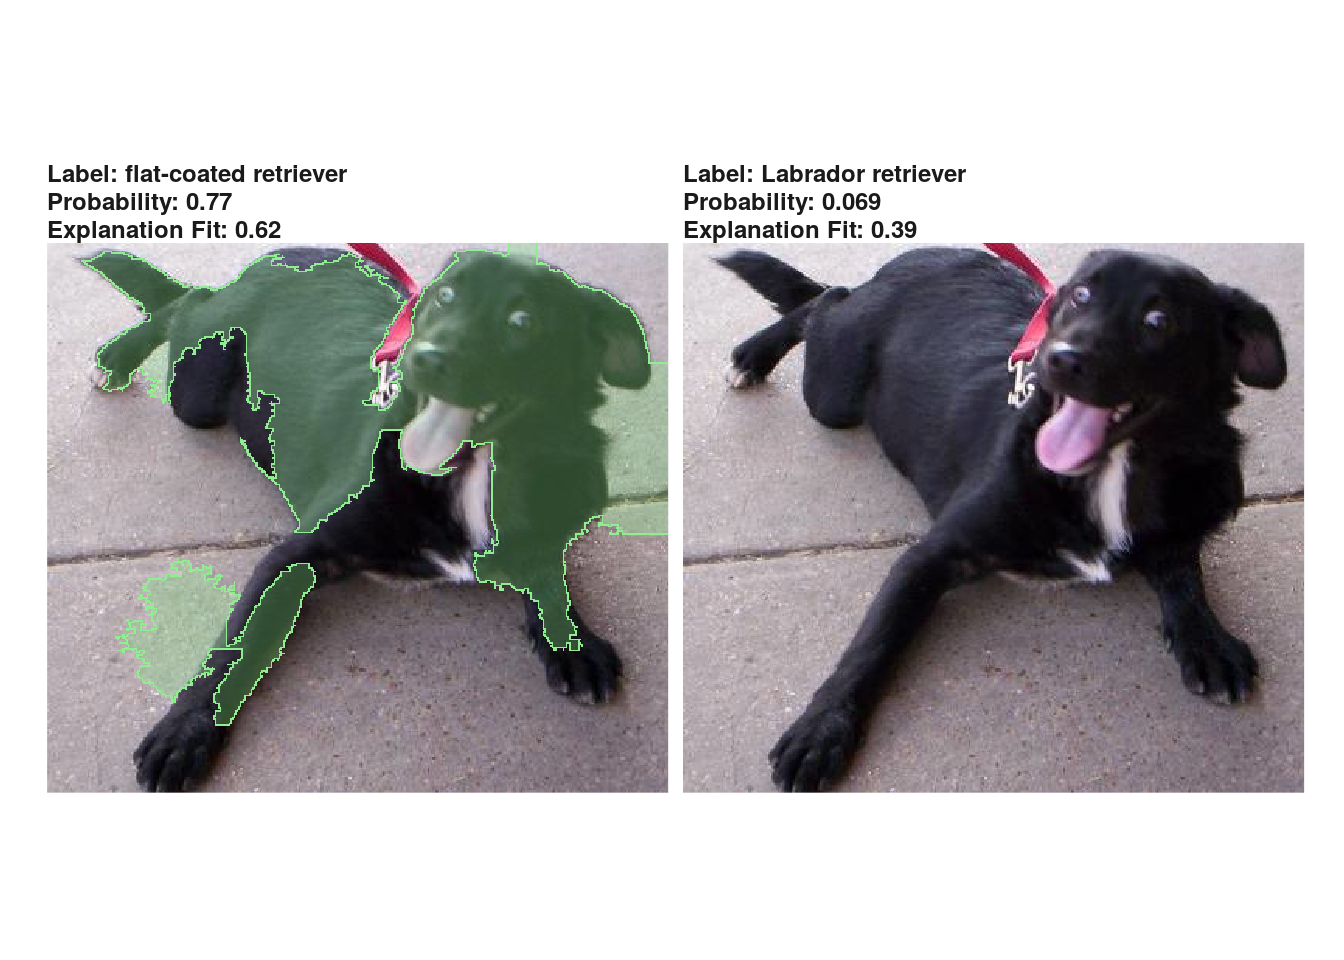 Label: flat-coated retriever
Probability: 0.77
Explanation Fit: 0.62
Label: Labrador retriever
Probability: 0.069
Explanation Fit: 0.39